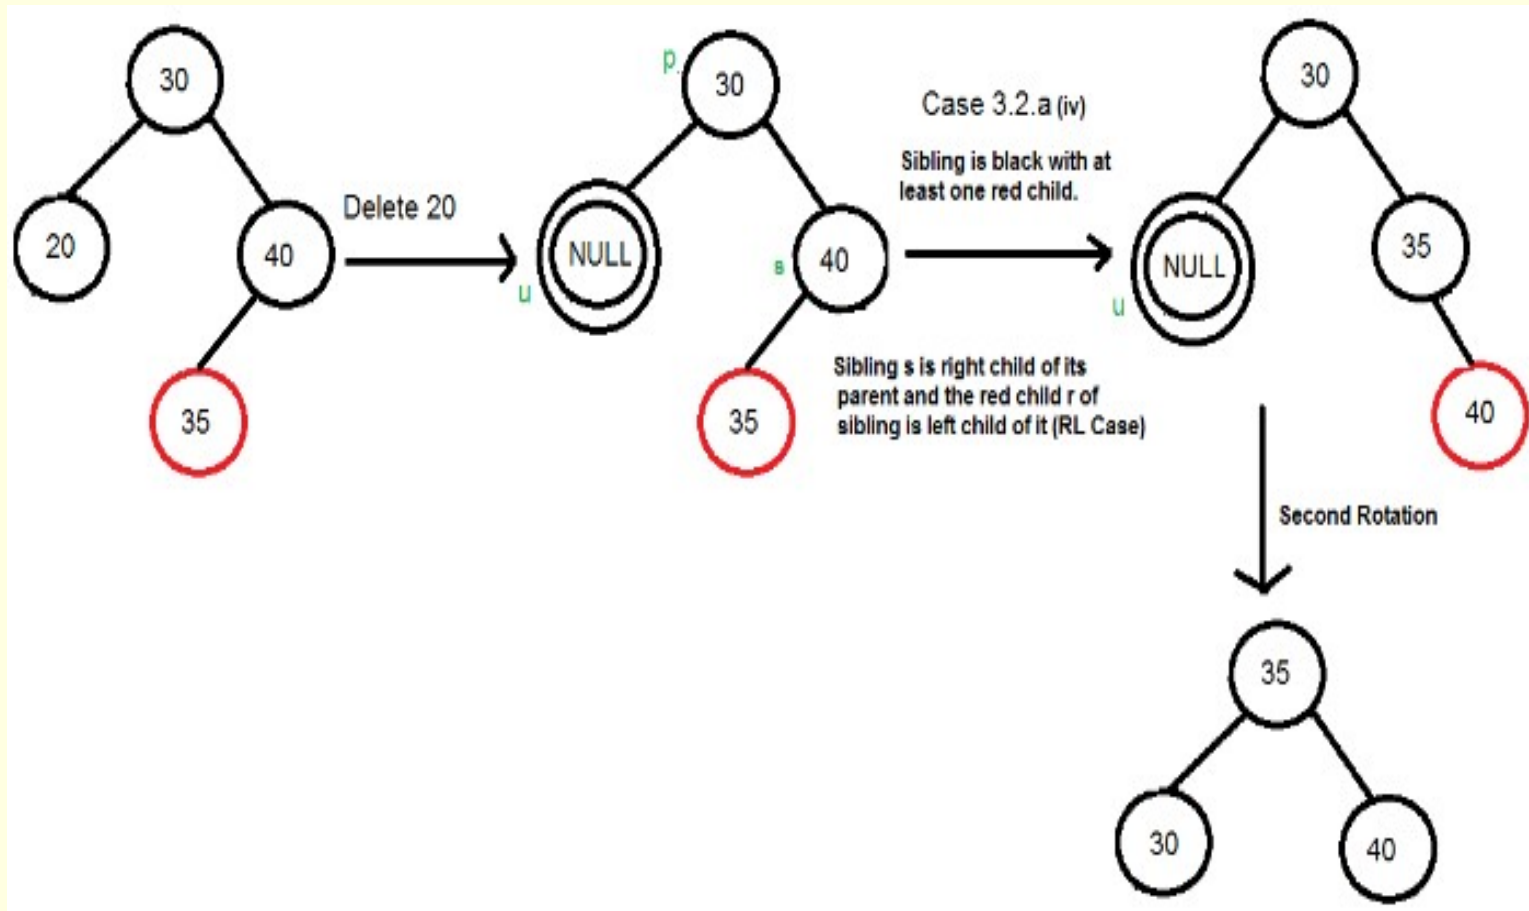 30
20
40
35
Delete 20
p
30
NULL
u
s
40
35
Case 3.2.a (iv)
Sibling is black with at
least one red child.
Sibling s is right child of its
parent and the red child r of
sibling is left child of it (RL Case)
30
NULL
u
35
40
Second Rotation
35
30
40